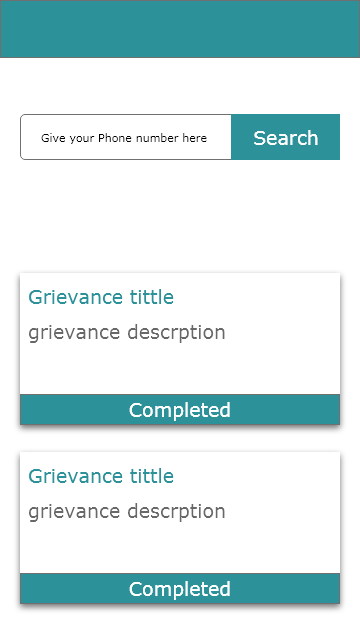 Give your Phone number here
Search
Grievance tittle
grievance descrption
Completed
Grievance tittle
grievance descrption
Completed